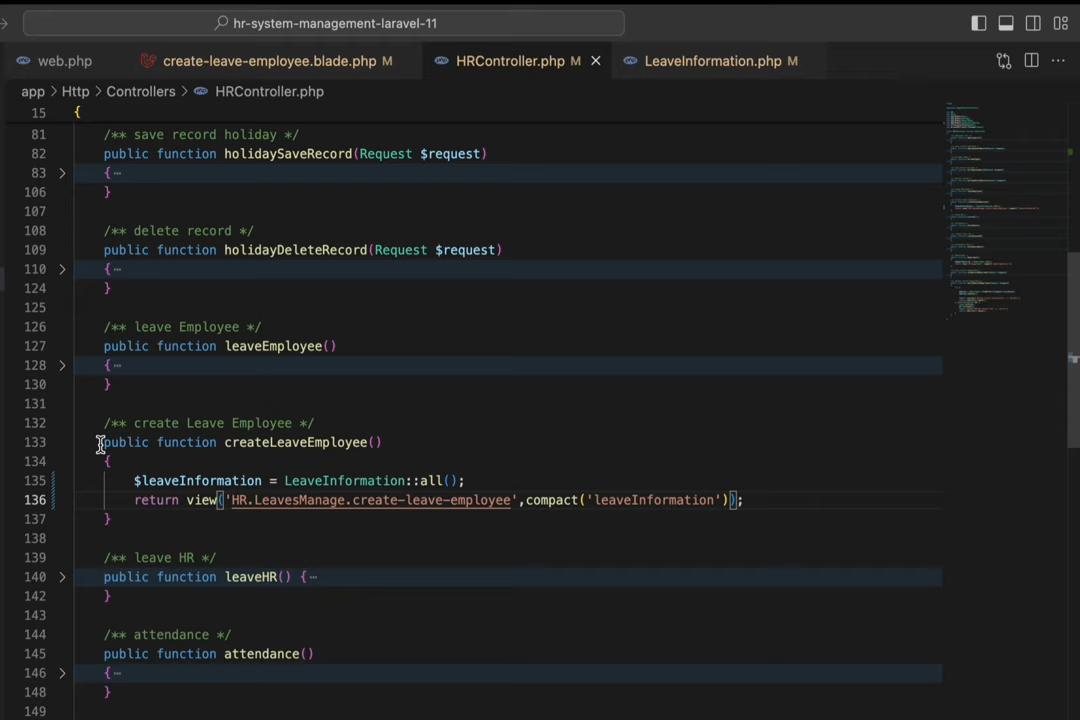 hr-system-management-laravel-11
web.php create-leave-employee.blade.php M HRController.php M LeaveInformation.php M
app > Http > Controllers > HRController.php
15 {
81 /** save record holiday */
82 public function holidaySaveRecord(Request $request)
83 {⋯
106 }
107
108 /** delete record */
109 public function holidayDeleteRecord(Request $request)
110 {⋯
124 }
125
126 /** leave Employee */
127 public function leaveEmployee()
128 {⋯
130 }
131
132 /** create Leave Employee */
133 public function createLeaveEmployee()
134 {
135 $leaveInformation = LeaveInformation::all();
136 return view('HR.LeavesManage.create-leave-employee',compact('leaveInformation'));
137 }
138
139 /** leave HR */
140 public function leaveHR() {⋯
142 }
143
144 /** attendance */
145 public function attendance()
146 {⋯
148 }
149